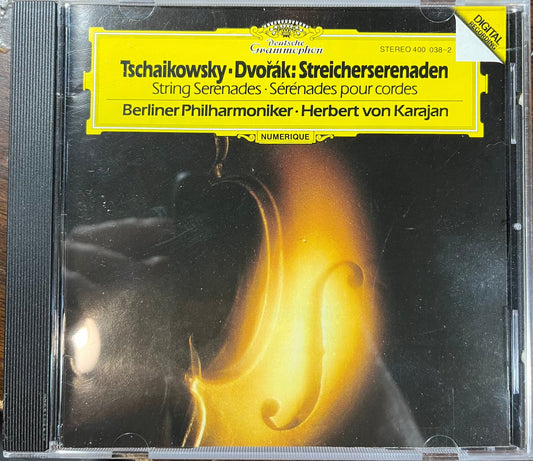 Deutsche
Grammophon
STEREO 400 038-2
DIGITAL
RECORDING
Tschaikowsky · Dvořák: Streicherserenaden
String Serenades · Sérénades pour cordes
Berliner Philharmoniker · Herbert von Karajan
NUMERIQUE